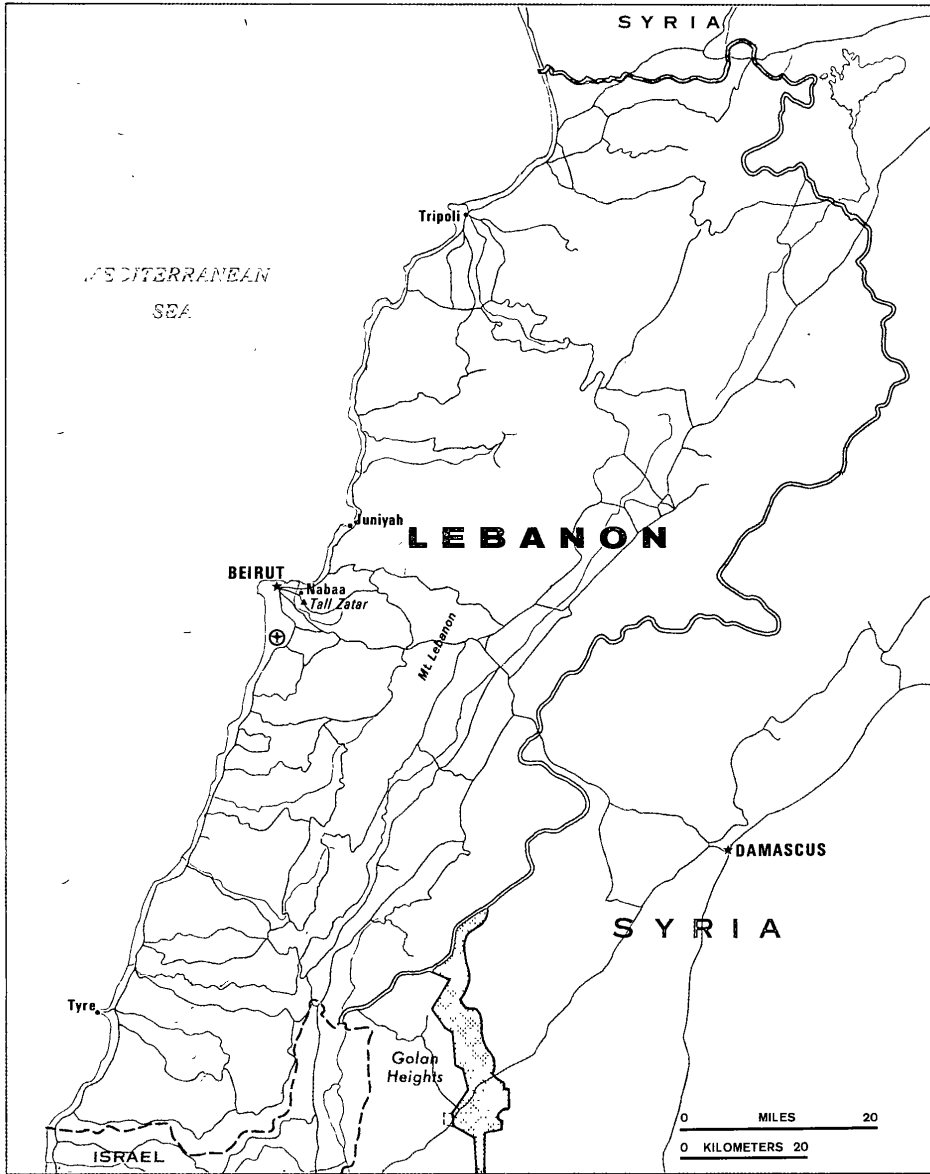 SYRIA
Tripoli
MEDITERRANEAN
SEA
Juniyah
LEBANON
BEIRUT
Nabaa
Tall Zatar
Mt. Lebanon
DAMASCUS
SYRIA
Tyre
Golan
Heights
0 MILES 20
0 KILOMETERS 20
ISRAEL